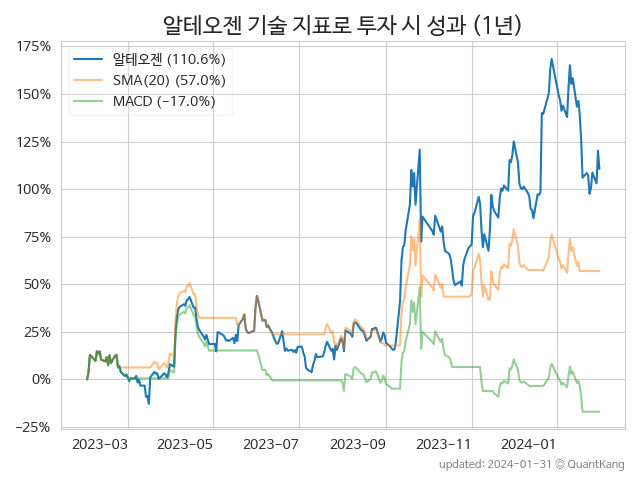 알테오젠 기술 지표로 투자 시 성과 (1년)
175%
150%
125%
100%
75%
50%
25%
0%
−25%
알테오젠 (110.6%)
SMA(20) (57.0%)
MACD (−17.0%)
2023-03 2023-05 2023-07 2023-09 2023-11 2024-01
updated: 2024-01-31 © QuantKang